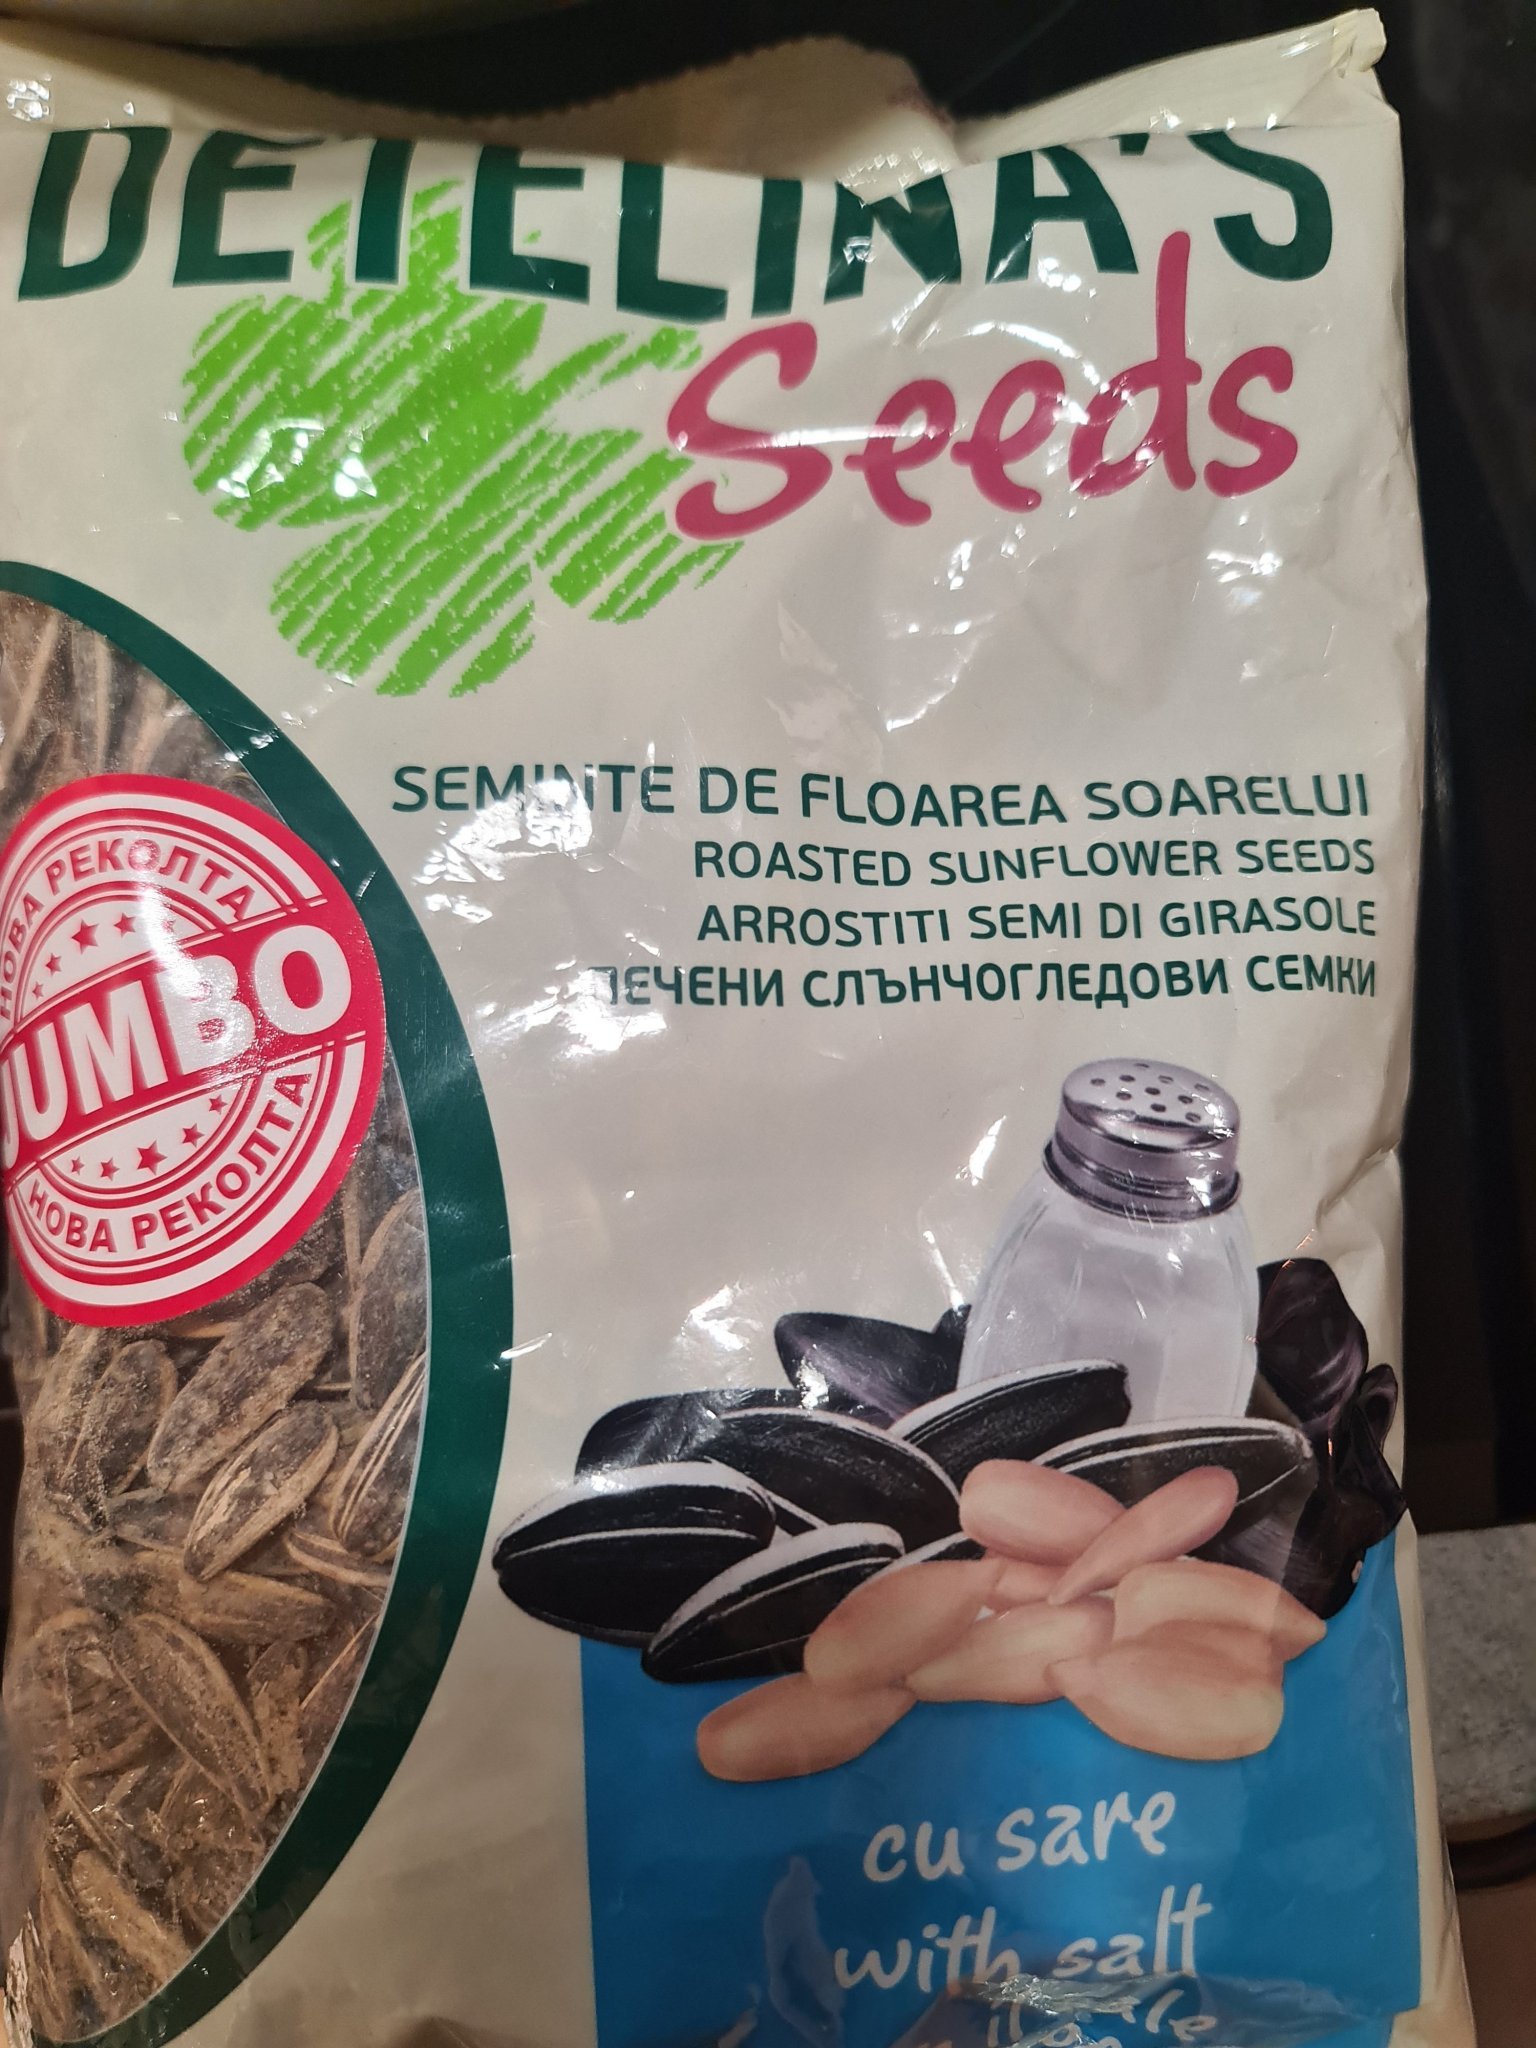 DETELINA'S
Seeds
SEMINTE DE FLOAREA SOARELUI
ROASTED SUNFLOWER SEEDS
ARROSTITI SEMI DI GIRASOLE
ПЕЧЕНИ СЛЪНЧОГЛЕДОВИ СЕМКИ
НОВА РЕКОЛТА
JUMBO
НОВА РЕКОЛТА
cu sare
with salt